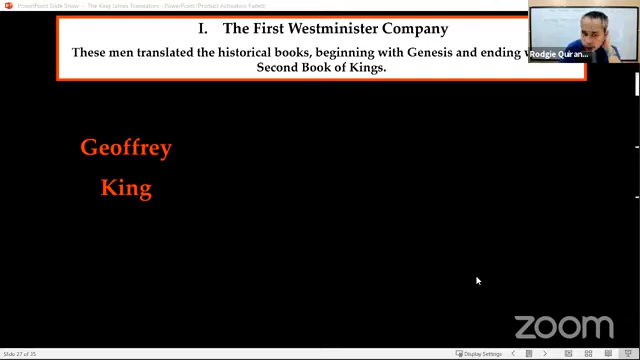 PowerPoint Slide Show - The King James Translators - PowerPoint (Product Activation Failed)
I. The First Westminister Company
These men translated the historical books, beginning with Genesis and ending
Second Book of Kings.
Rodgie Quiran...
Geoffrey
King
zoom
Slide 27 of 35
Display Settings